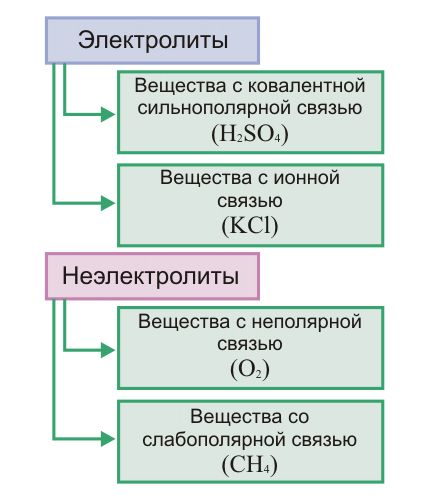 Электролиты
Вещества с ковалентной
сильнополярной связью
(H₂SO₄)
Вещества с ионной
связью
(KCl)
Неэлектролиты
Вещества с неполярной
связью
(O₂)
Вещества со
слабополярной связью
(CH₄)